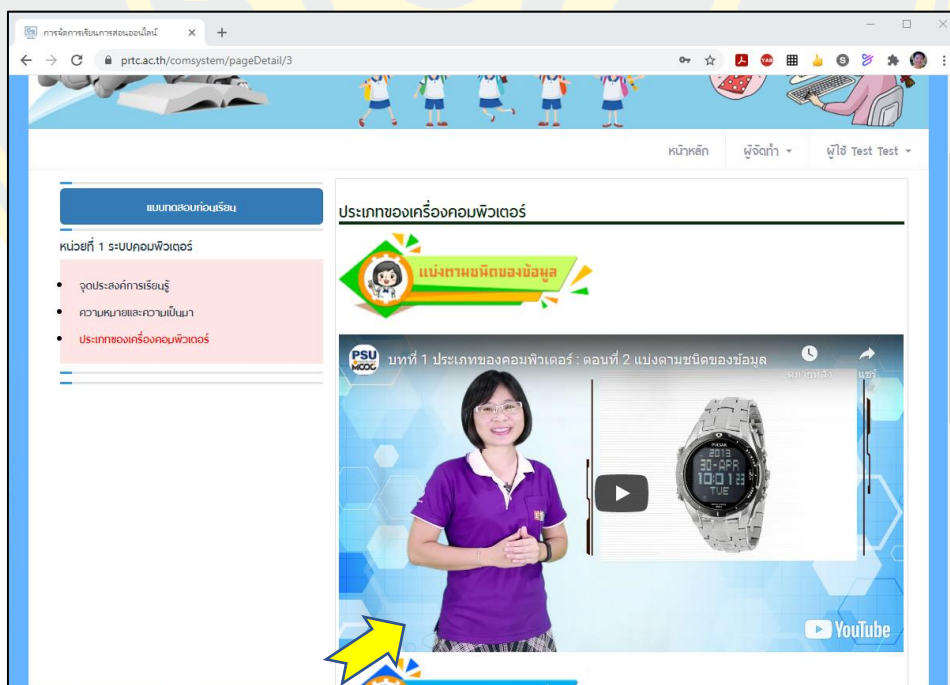 การจัดการเรียนการสอนออนไลน์
prtc.ac.th/comsystem/pageDetail/3
หน้าหลัก ผู้จัดทำ ผู้ใช้ Test Test
แบบทดสอบก่อนเรียน
หน่วยที่ 1 ระบบคอมพิวเตอร์
จุดประสงค์การเรียนรู้
ความหมายและความเป็นมา
ประเภทของเครื่องคอมพิวเตอร์
ประเภทของเครื่องคอมพิวเตอร์
แบ่งตามชนิดของข้อมูล
PSU MOOC
บทที่ 1 ประเภทของคอมพิวเตอร์ : ตอนที่ 2 แบ่งตามชนิดของข้อมูล
แชร์
PULSAR
2013
30-APR
10:01 23
TUE
YouTube